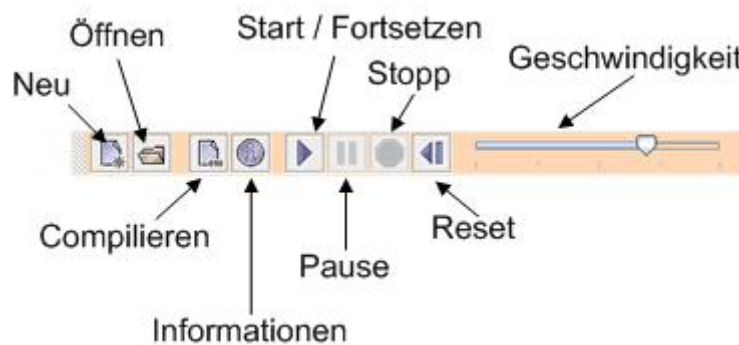 Öffnen
Start / Fortsetzen
Stopp
Geschwindigkeit
Neu
Compilieren
Reset
Pause
Informationen